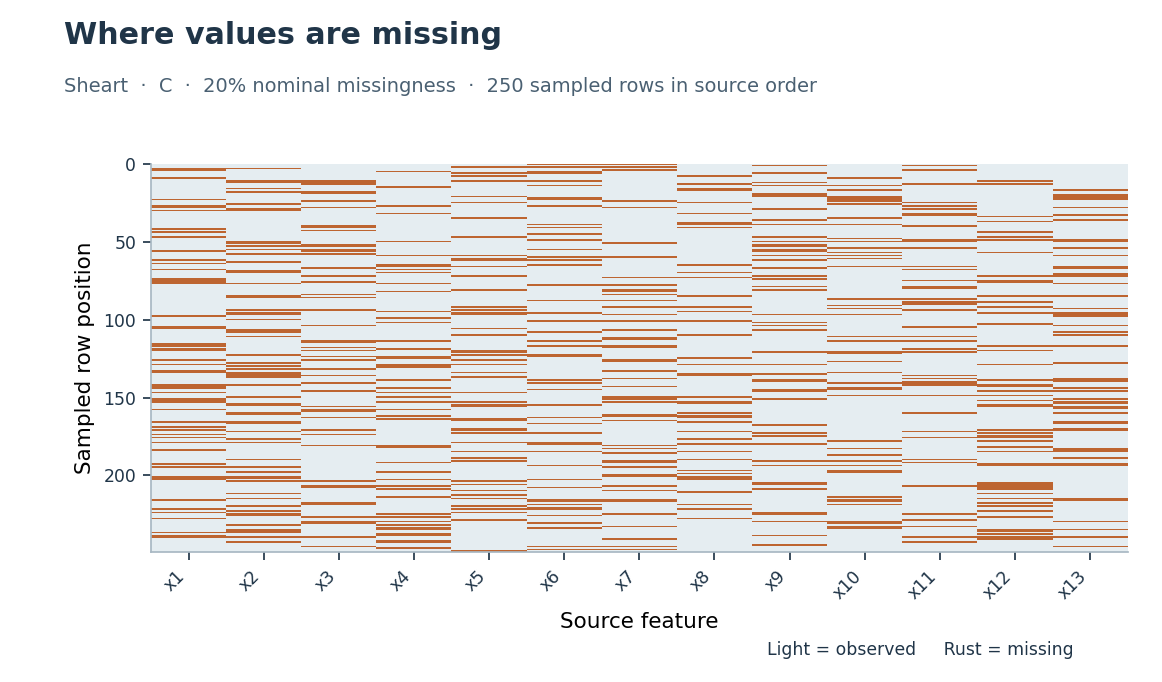 Where values are missing
Sheart · C · 20% nominal missingness · 250 sampled rows in source order
0
50
100
150
200
Sampled row position
x1 x2 x3 x4 x5 x6 x7 x8 x9 x10 x11 x12 x13
Source feature
Light = observed Rust = missing